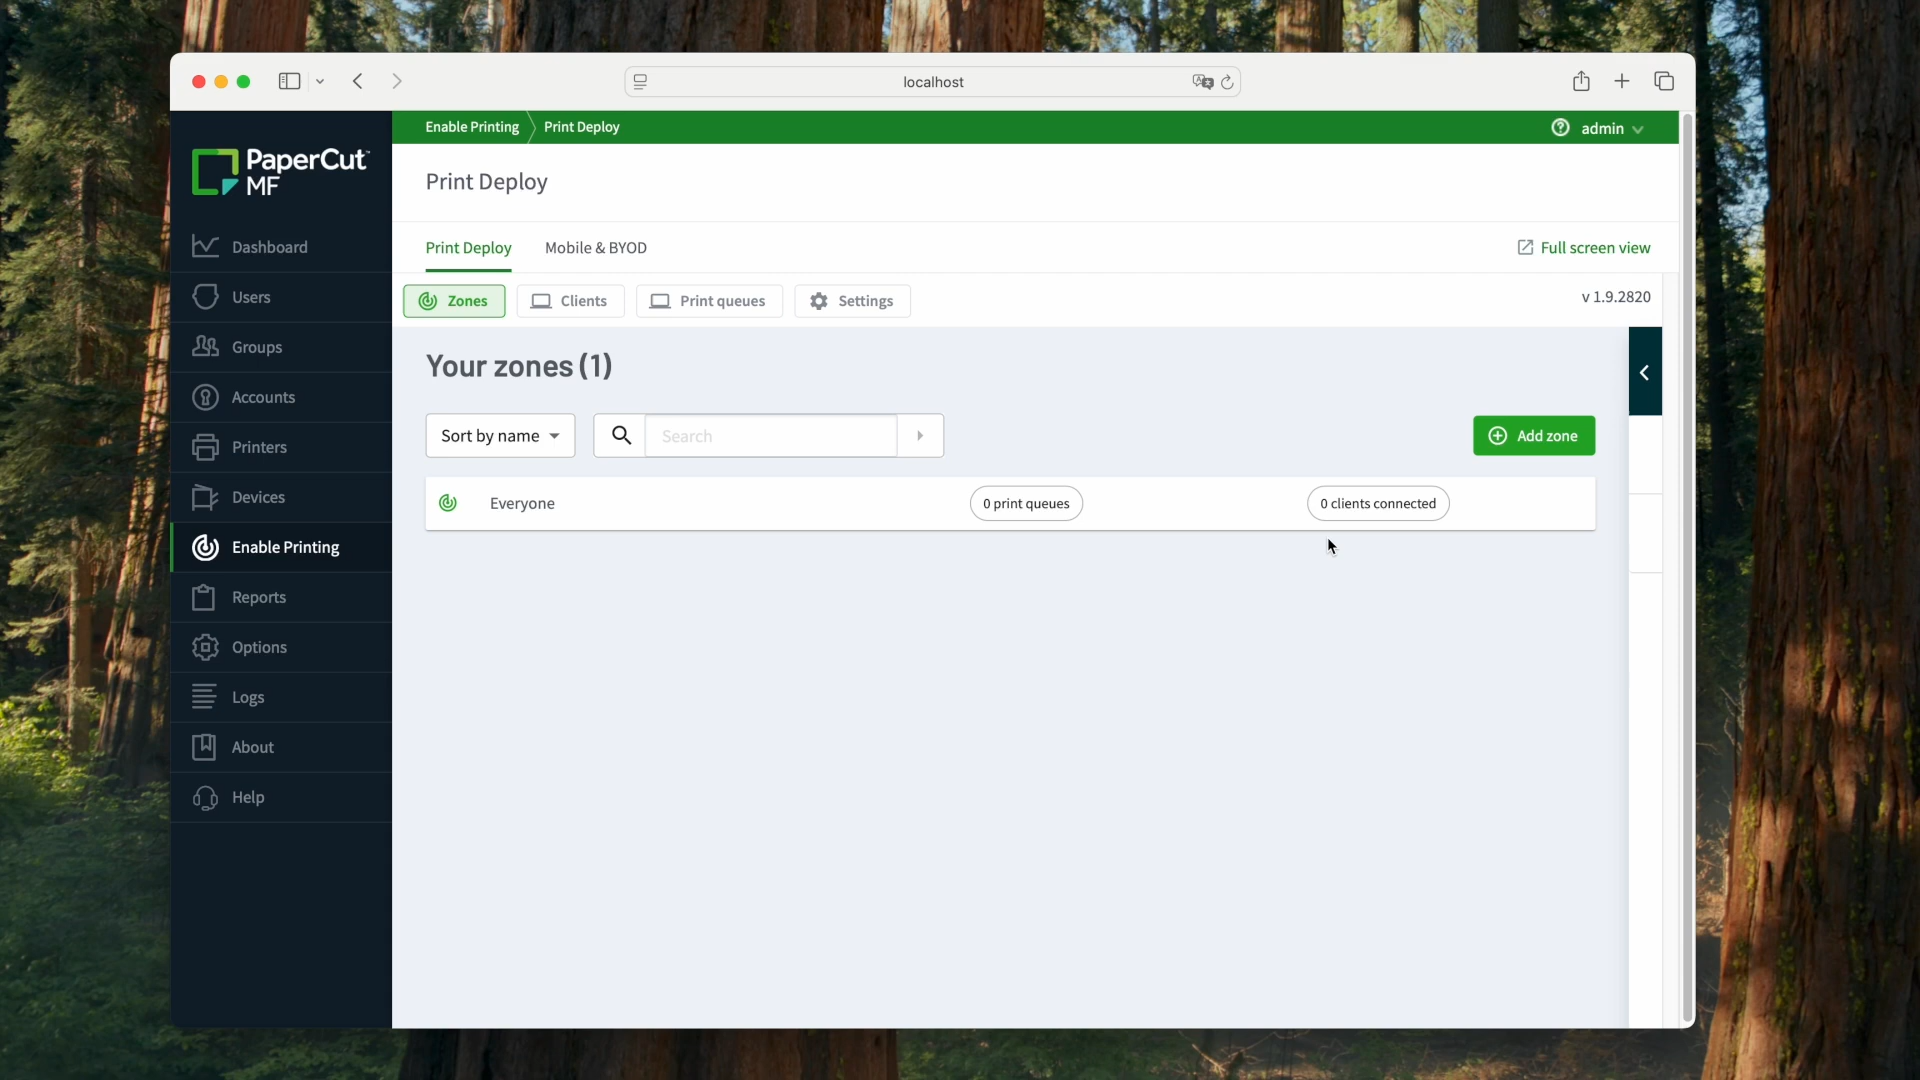 localhost
Enable Printing
Print Deploy
admin
PaperCut™
MF
Print Deploy
Dashboard
Users
Groups
Accounts
Printers
Devices
Enable Printing
Reports
Options
Logs
About
Help
Print Deploy
Mobile & BYOD
Full screen view
Zones
Clients
Print queues
Settings
v 1.9.2820
Your zones (1)
Sort by name
Search
Add zone
Everyone
0 print queues
0 clients connected